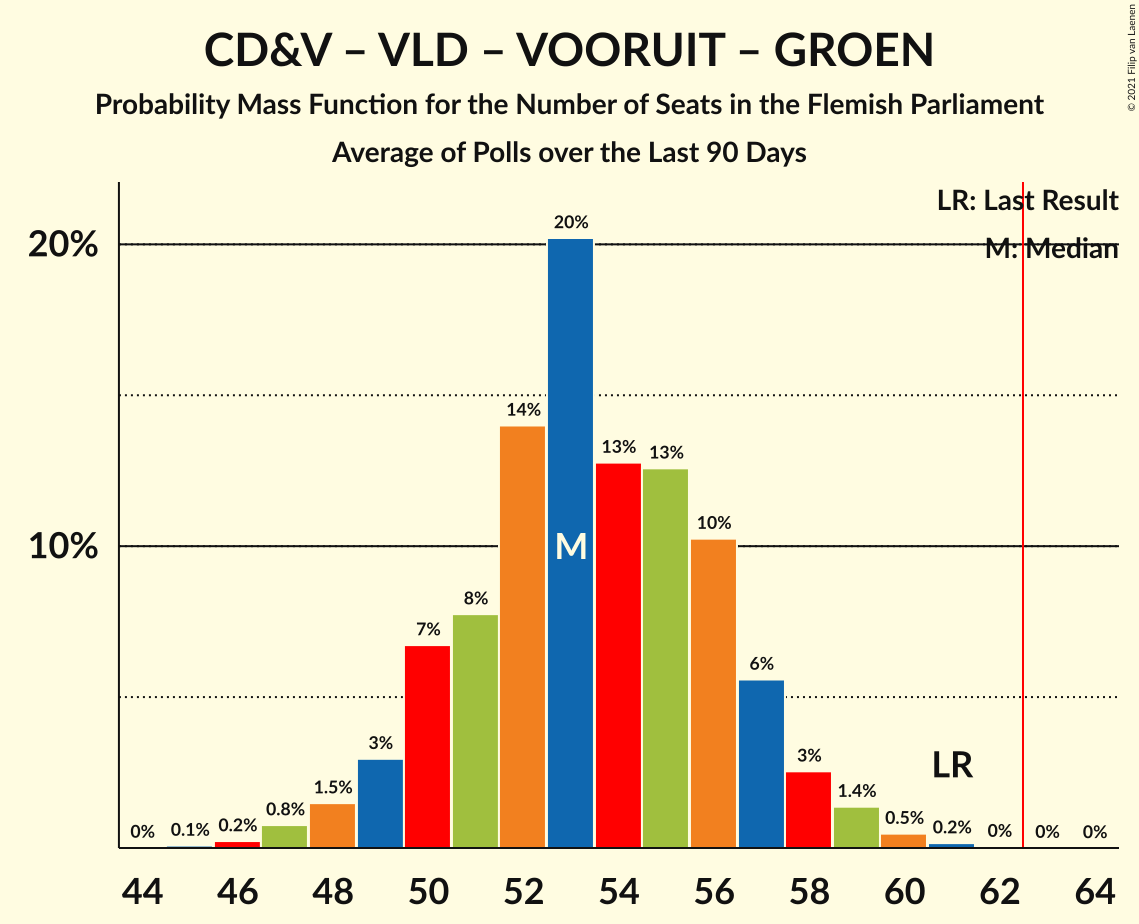 CD&V – VLD – VOORUIT – GROEN
Probability Mass Function for the Number of Seats in the Flemish Parliament
Average of Polls over the Last 90 Days
© 2021 Filip van Laenen
LR: Last Result
M: Median
20%
10%
0%
0.1%
0.2%
0.8%
1.5%
3%
7%
8%
14%
20%
13%
13%
10%
6%
3%
1.4%
0.5%
0.2%
0%
0%
0%
M
LR
44 46 48 50 52 54 56 58 60 62 64